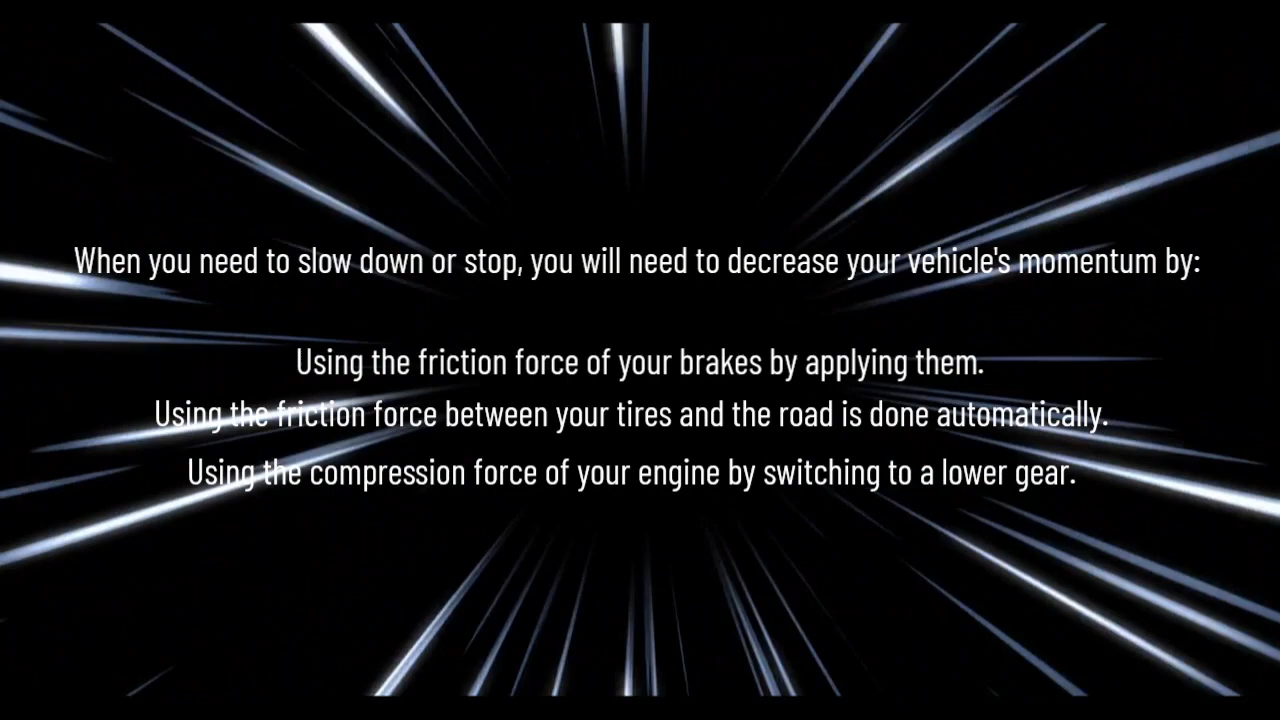 When you need to slow down or stop, you will need to decrease your vehicle's momentum by:
Using the friction force of your brakes by applying them.
Using the friction force between your tires and the road is done automatically.
Using the compression force of your engine by switching to a lower gear.